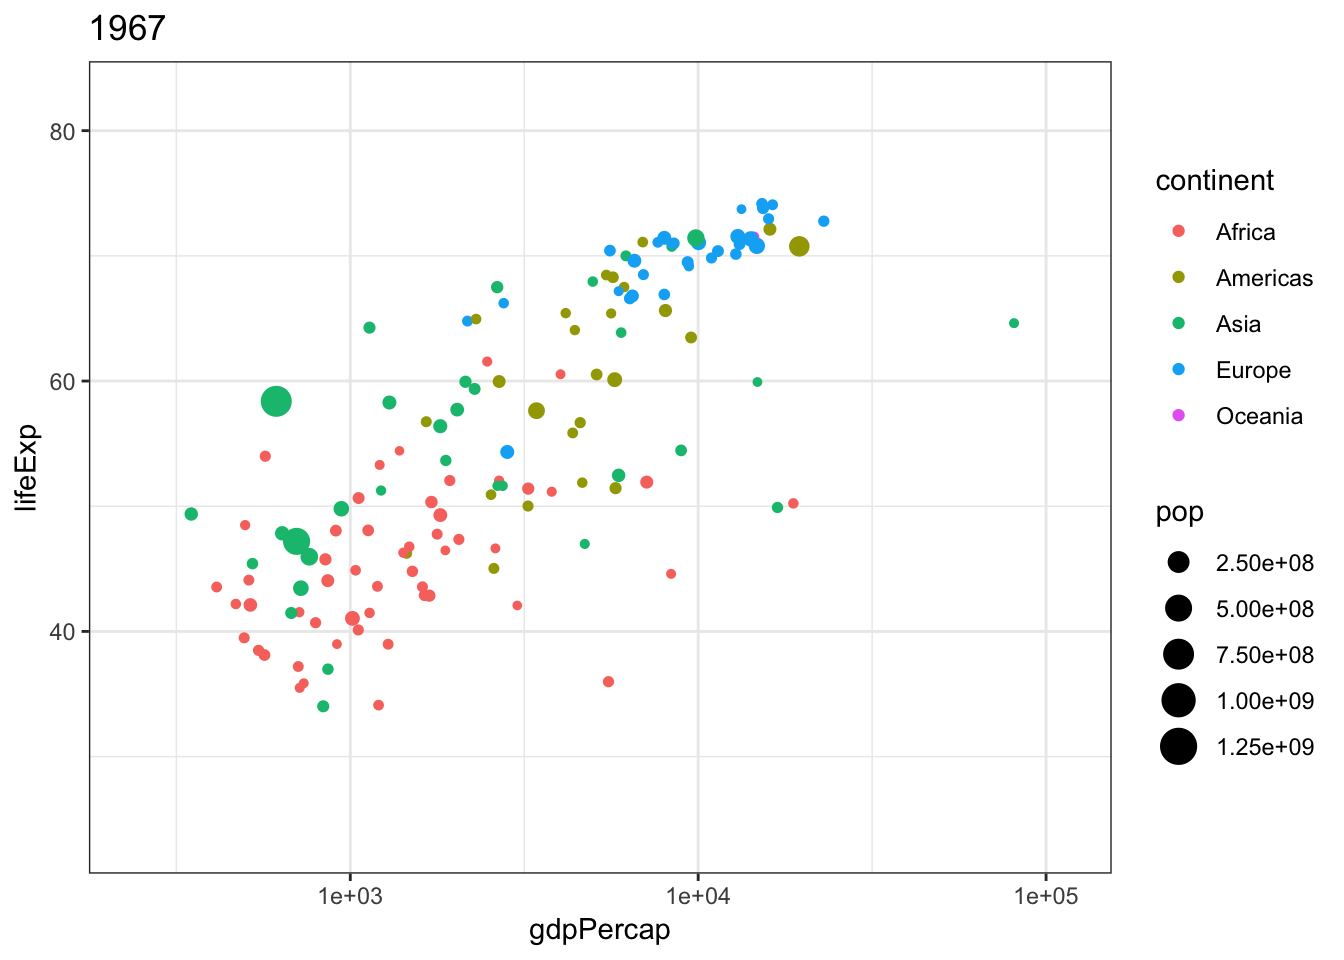 1967
80
60
40
lifeExp
1e+03
1e+04
1e+05
gdpPercap
continent
Africa
Americas
Asia
Europe
Oceania
pop
2.50e+08
5.00e+08
7.50e+08
1.00e+09
1.25e+09